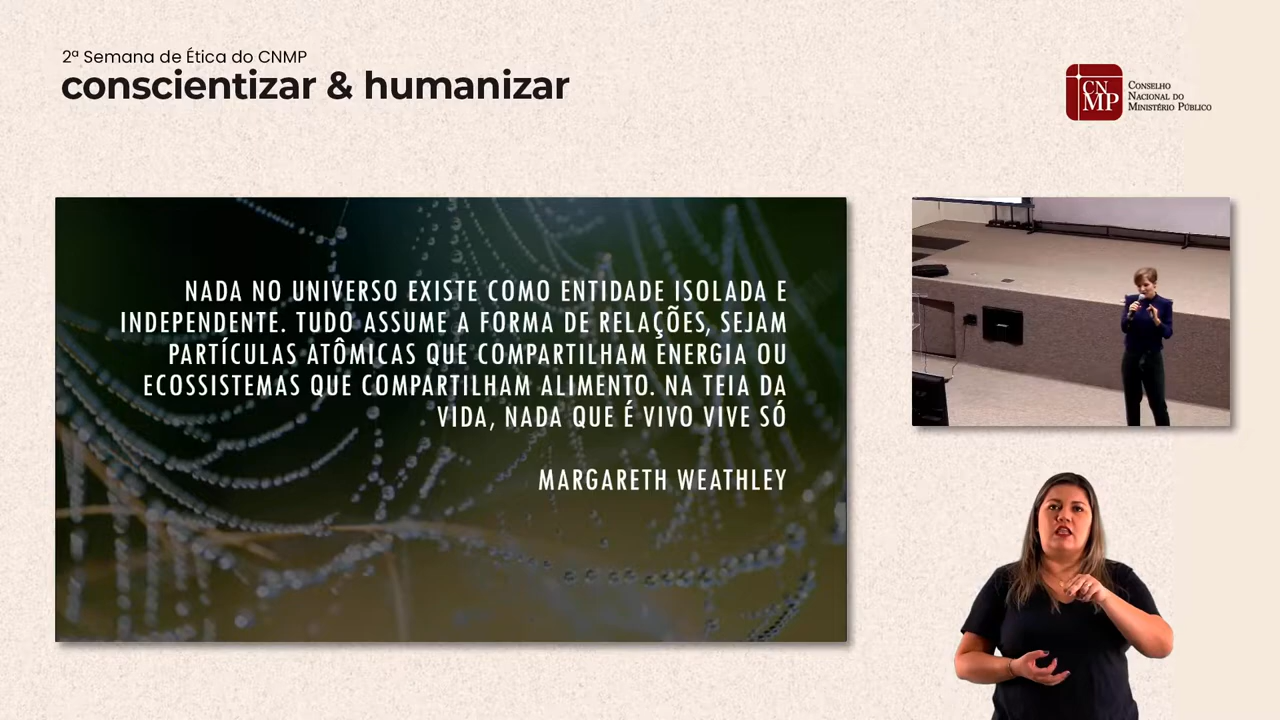 2ª Semana de Ética do CNMP
conscientizar & humanizar
CN
MP
Conselho
Nacional do
Ministério Público
NADA NO UNIVERSO EXISTE COMO ENTIDADE ISOLADA E
INDEPENDENTE. TUDO ASSUME A FORMA DE RELAÇÕES, SEJAM
PARTÍCULAS ATÔMICAS QUE COMPARTILHAM ENERGIA OU
ECOSSISTEMAS QUE COMPARTILHAM ALIMENTO. NA TEIA DA
VIDA, NADA QUE É VIVO VIVE SÓ
MARGARETH WEATHLEY